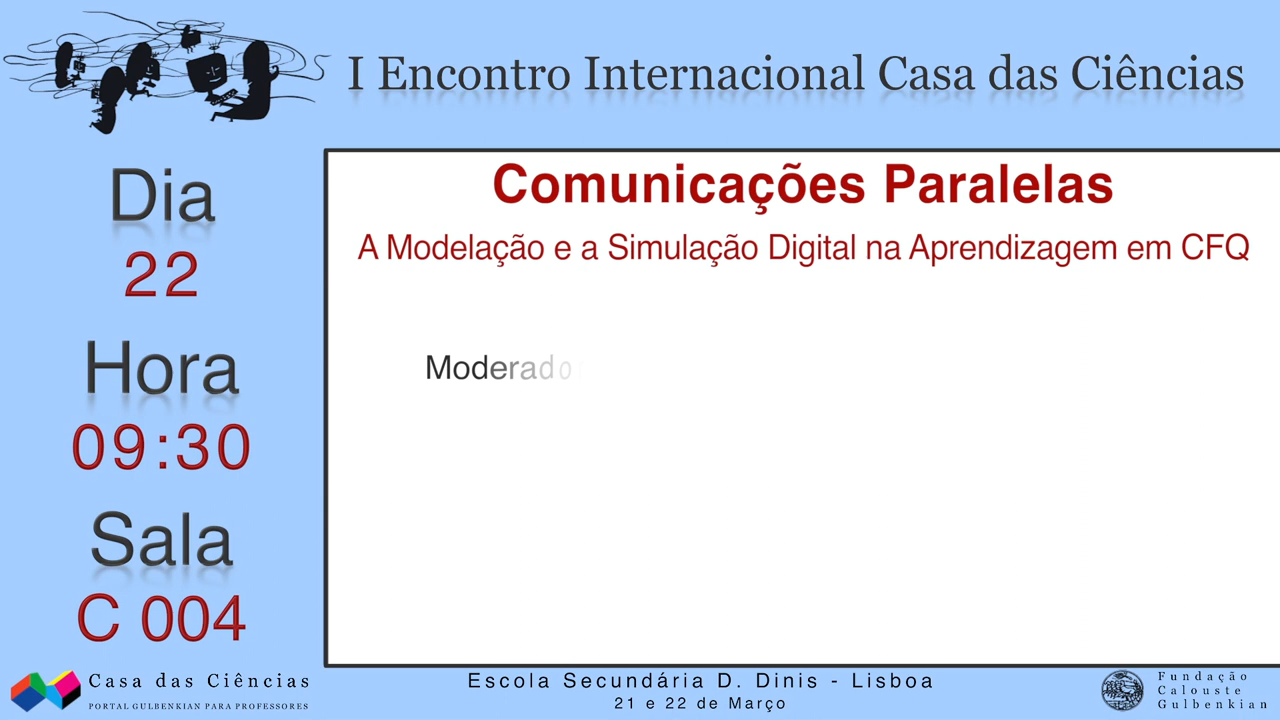 I Encontro Internacional Casa das Ciências
Dia
22
Hora
09:30
Sala
C 004
Comunicações Paralelas
A Modelação e a Simulação Digital na Aprendizagem em CFQ
Moderado
Casa das Ciências
PORTAL GULBENKIAN PARA PROFESSORES
Escola Secundária D. Dinis - Lisboa
21 e 22 de Março
Fundação
Calouste
Gulbenkian